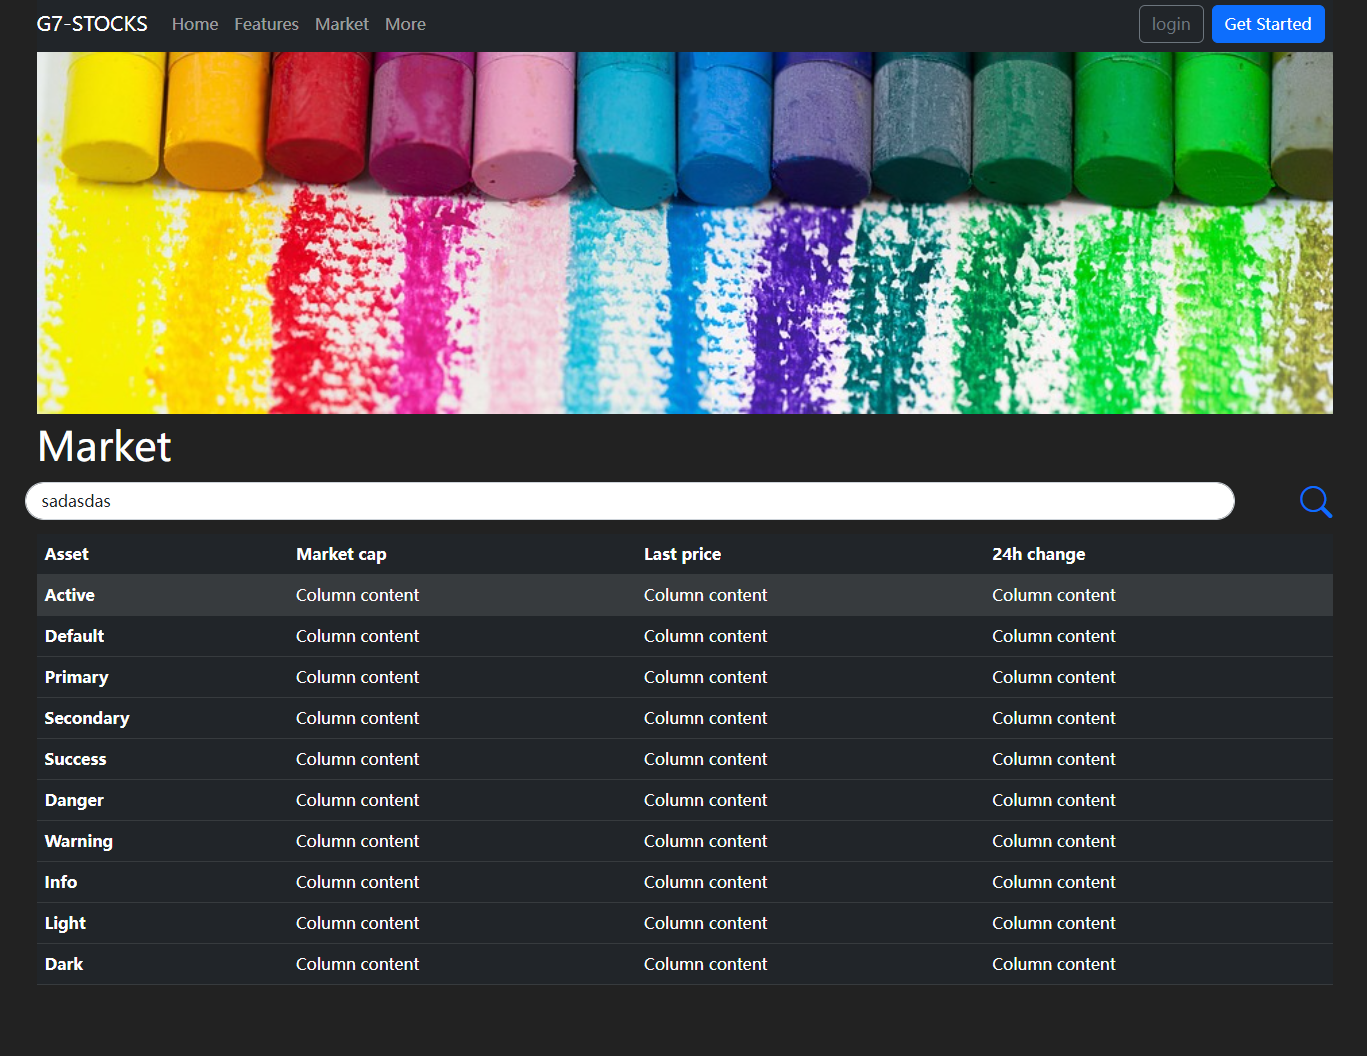 G7-STOCKS Home Features Market More login Get Started
Market
sadasdas
Asset Market cap Last price 24h change
Active Column content Column content Column content
Default Column content Column content Column content
Primary Column content Column content Column content
Secondary Column content Column content Column content
Success Column content Column content Column content
Danger Column content Column content Column content
Warning Column content Column content Column content
Info Column content Column content Column content
Light Column content Column content Column content
Dark Column content Column content Column content